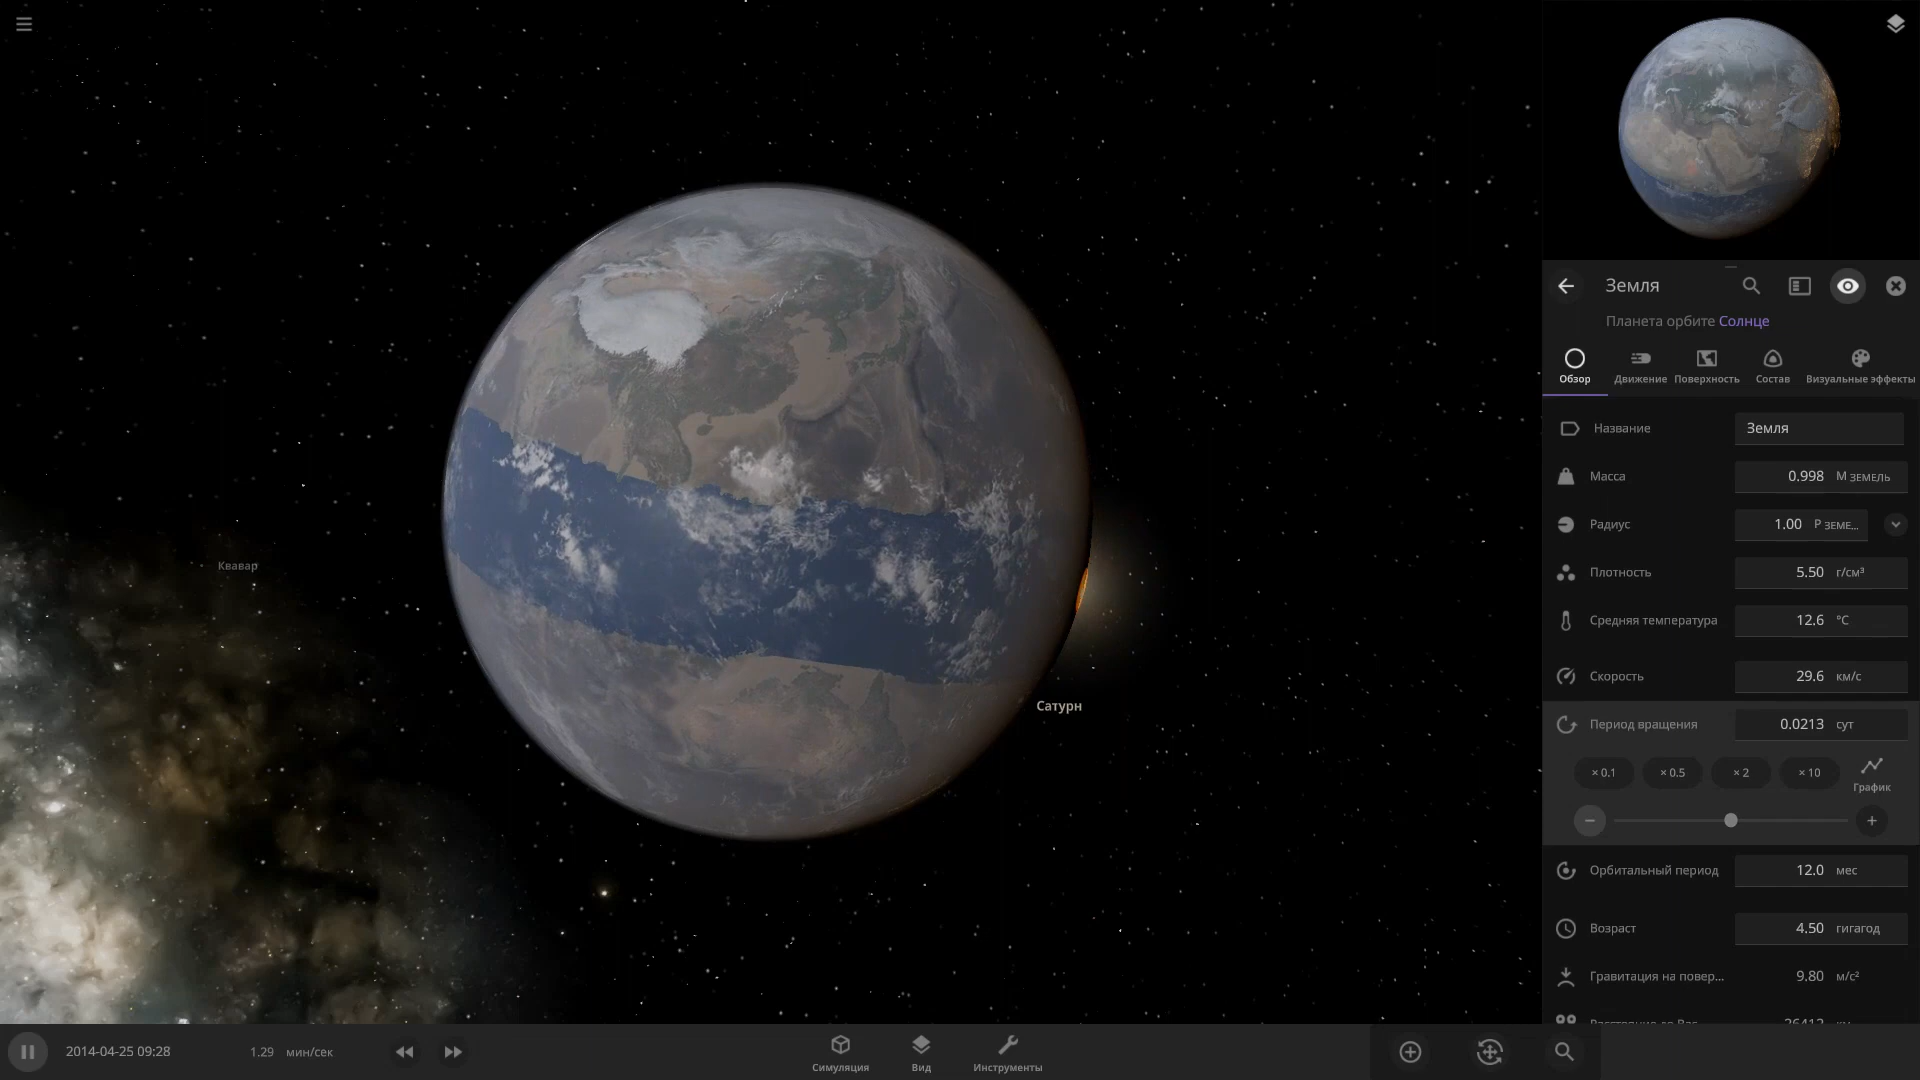 Земля
Планета орбите Солнце
Обзор
Движение
Поверхность
Состав
Визуальные эффекты
Название Земля
Масса 0.998 М ЗЕМЕЛЬ
Радиус 1.00 Р ЗЕМЕ...
Плотность 5.50 г/см³
Средняя температура 12.6 °C
Скорость 29.6 км/с
Период вращения 0.0213 сут
× 0.1 × 0.5 × 2 × 10 График
Орбитальный период 12.0 мес
Возраст 4.50 гигагод
Гравитация на повер... 9.80 м/с²
Квавар
Сатурн
2014-04-25 09:28 1.29 мин/сек
Симуляция
Вид
Инструменты